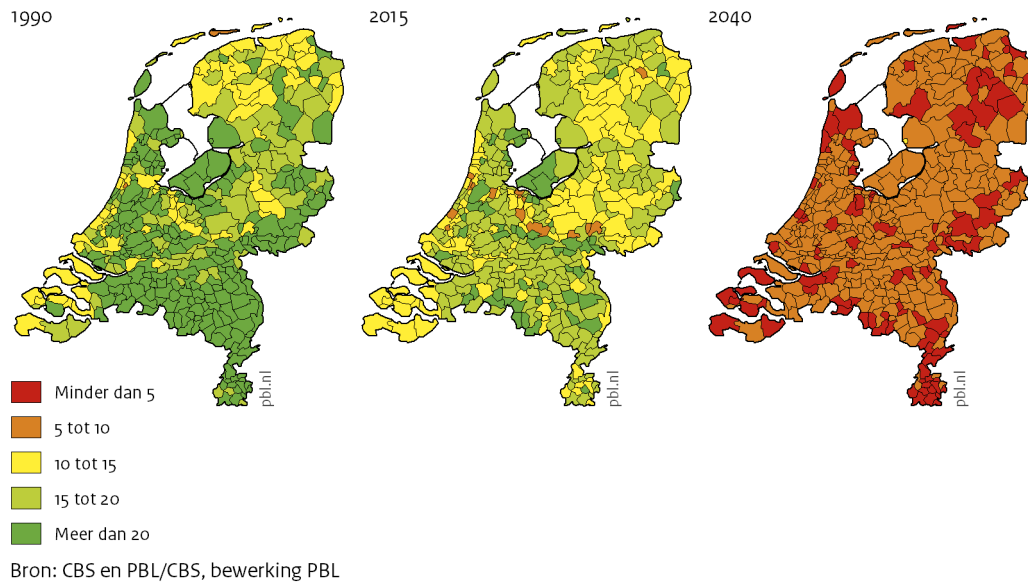 1990
2015
2040
pbl.nl
pbl.nl
pbl.nl
Minder dan 5
5 tot 10
10 tot 15
15 tot 20
Meer dan 20
Bron: CBS en PBL/CBS, bewerking PBL